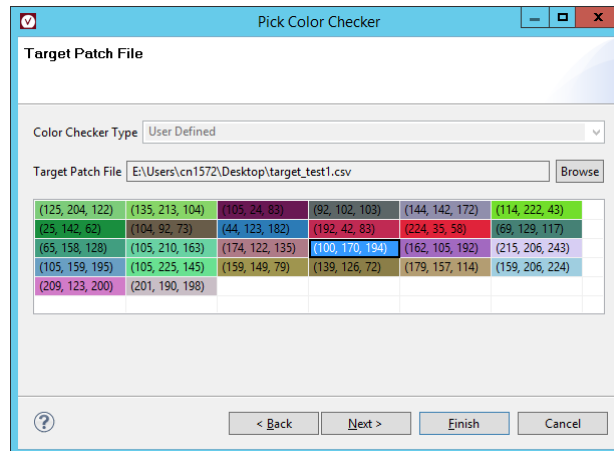 Pick Color Checker
Target Patch File
Color Checker Type User Defined
Target Patch File E:\Users\cn1572\Desktop\target_test1.csv Browse
(125, 204, 122) (135, 213, 104) (105, 24, 83) (92, 102, 103) (144, 142, 172) (114, 222, 43)
(25, 142, 62) (104, 92, 73) (44, 123, 182) (192, 42, 83) (224, 35, 58) (69, 129, 117)
(65, 158, 128) (105, 210, 163) (174, 122, 135) (100, 170, 194) (162, 105, 192) (215, 206, 243)
(105, 159, 195) (105, 225, 145) (159, 149, 79) (139, 126, 72) (179, 157, 114) (159, 206, 224)
(209, 123, 200) (201, 190, 198)
? < Back Next > Finish Cancel